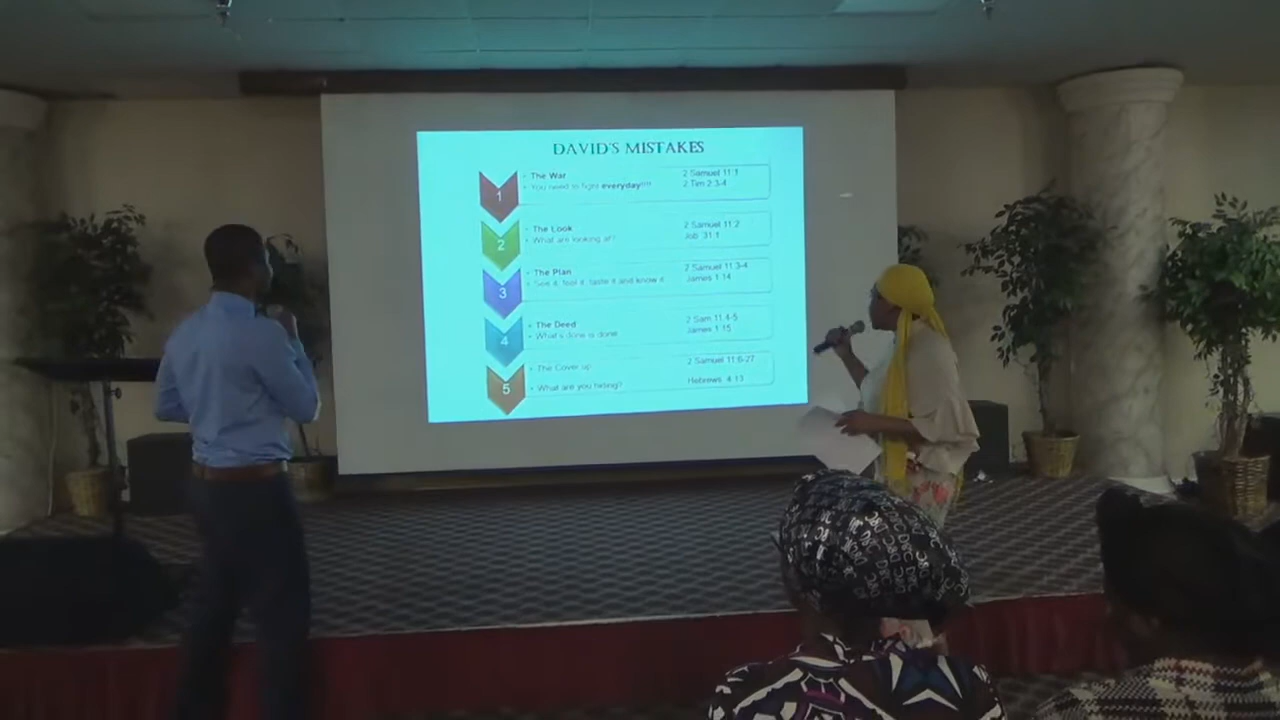 DAVID'S MISTAKES
1
• The War
• You need to fight everyday!!!!
2 Samuel 11:1
2 Tim 2:3-4
2
• The Look
• What are looking at?
2 Samuel 11:2
Job 31:1
3
• The Plan
• See it, feel it, taste it and know it
2 Samuel 11:3-4
James 1:14
4
• The Deed
• What's done is done
2 Sam 11:4-5
James 1:15
5
• The Cover up
• What are you hiding?
2 Samuel 11:6-27
Hebrews 4:13